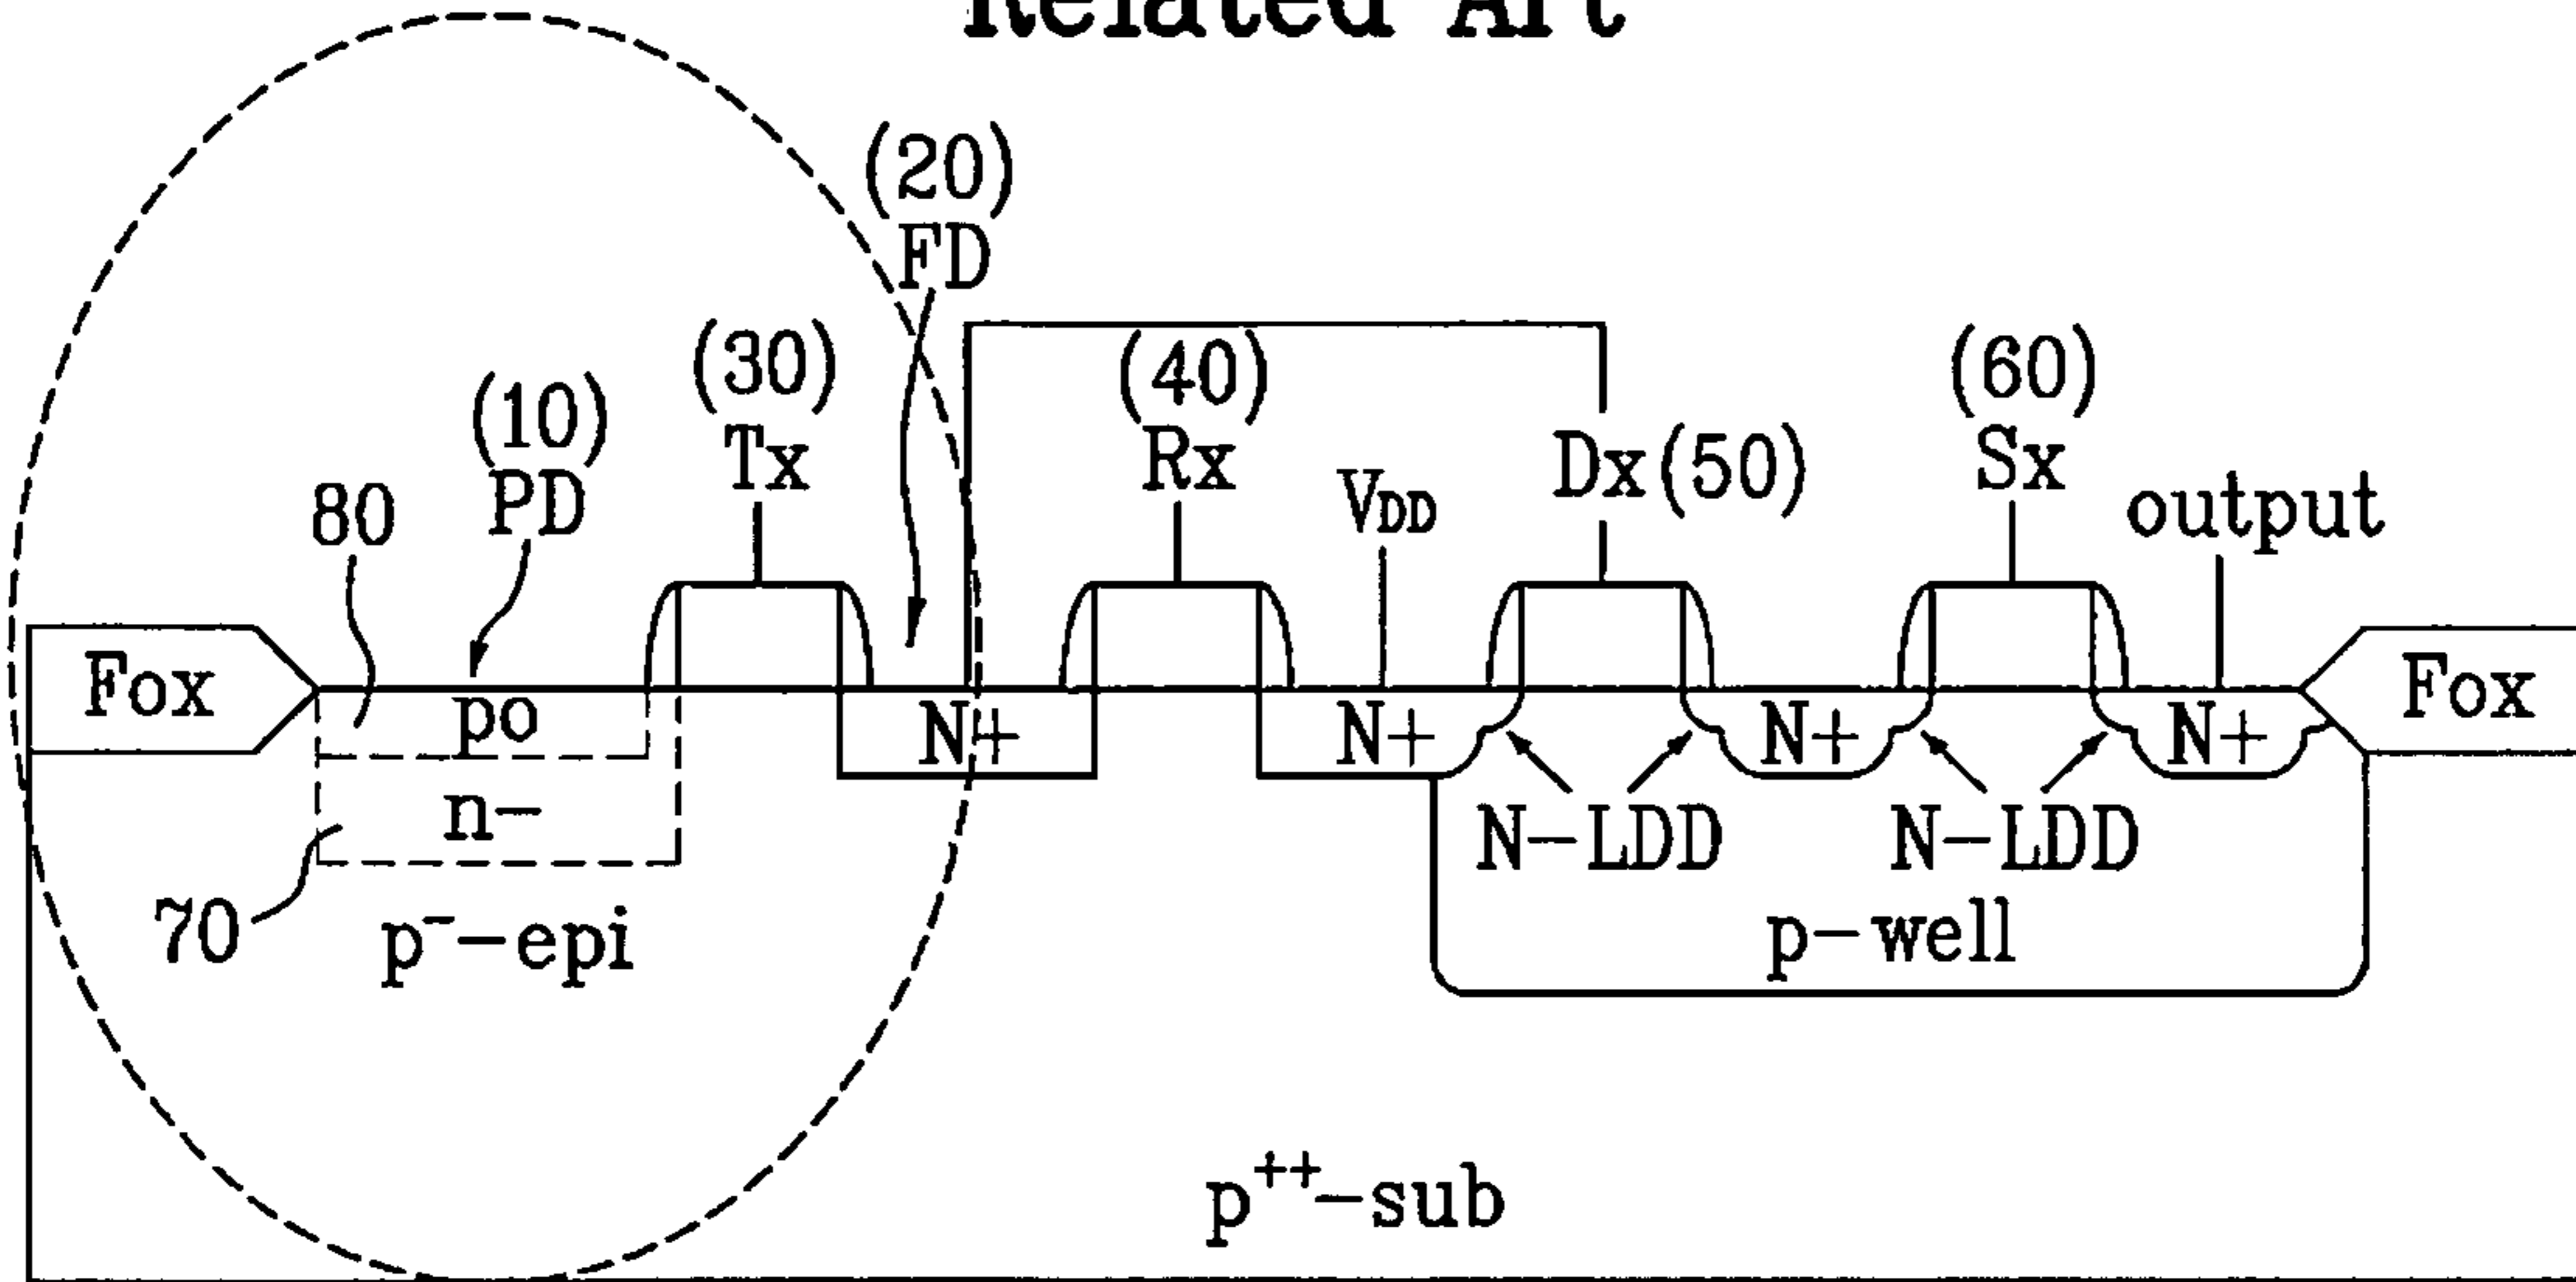 Related Art
(20)
FD
(30)
Tx
(40)
Rx
(60)
Sx
(10)
PD
80
VDD
Dx(50)
output
Fox
po
N+
N+
N+
N+
Fox
n-
N-LDD
N-LDD
70
p⁻-epi
p-well
p⁺⁺-sub